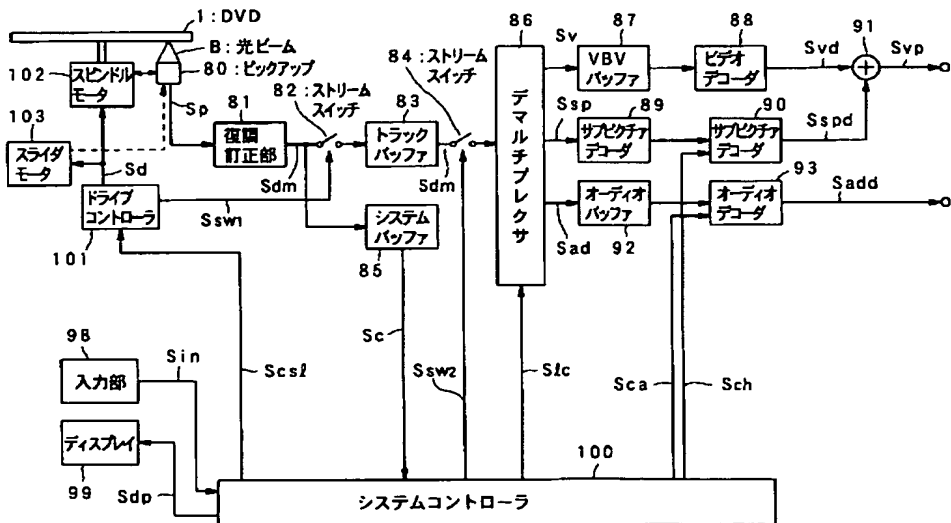 1:DVD
B:光ビーム
80:ピックアップ
102
スピンドル
モータ
Sp
103
スライダ
モータ
Sd
ドライブ
コントローラ
101
Ssw1
81
復調
訂正部
82:ストリーム
スイッチ
Sdm
83
トラック
バッファ
84:ストリーム
スイッチ
Sdm
システム
バッファ
85
86
デマルチプレクサ
Sv
87
VBV
バッファ
88
ビデオ
デコーダ
Svd
91
Svp
Ssp
89
サブピクチャ
デコーダ
90
サブピクチャ
デコーダ
Sspd
Sad
オーディオ
バッファ
92
93
オーディオ
デコーダ
Sadd
Sc
Scsl
Ssw2
Slc
Sca
Sch
98
入力部
Sin
ディスプレイ
99
Sdp
100
システムコントローラ